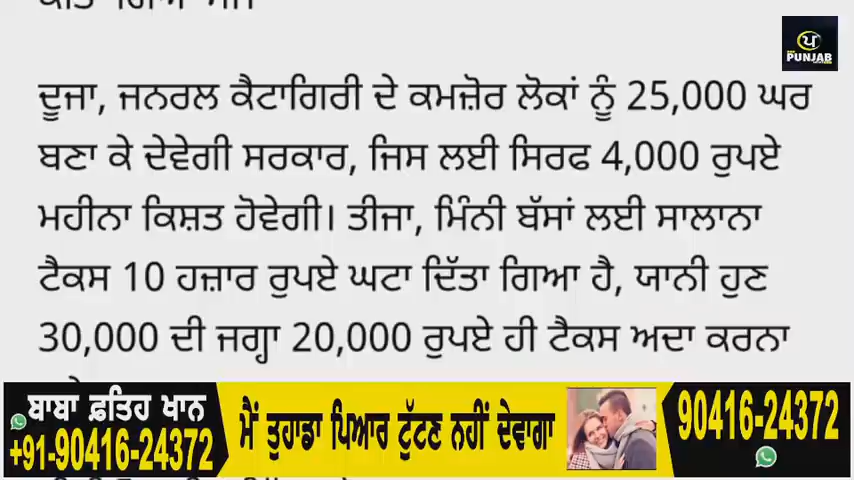 ਪ
PUNJAB
ਦੂਜਾ, ਜਨਰਲ ਕੈਟਾਗਿਰੀ ਦੇ ਕਮਜ਼ੋਰ ਲੋਕਾਂ ਨੂੰ 25,000 ਘਰ
ਬਣਾ ਕੇ ਦੇਵੇਗੀ ਸਰਕਾਰ, ਜਿਸ ਲਈ ਸਿਰਫ 4,000 ਰੁਪਏ
ਮਹੀਨਾ ਕਿਸ਼ਤ ਹੋਵੇਗੀ। ਤੀਜਾ, ਮਿੰਨੀ ਬੱਸਾਂ ਲਈ ਸਾਲਾਨਾ
ਟੈਕਸ 10 ਹਜ਼ਾਰ ਰੁਪਏ ਘਟਾ ਦਿੱਤਾ ਗਿਆ ਹੈ, ਯਾਨੀ ਹੁਣ
30,000 ਦੀ ਜਗ੍ਹਾ 20,000 ਰੁਪਏ ਹੀ ਟੈਕਸ ਅਦਾ ਕਰਨਾ
ਬਾਬਾ ਫ਼ਤਿਹ ਖਾਨ
+91-90416-24372
ਮੈਂ ਤੁਹਾਡਾ ਪਿਆਰ ਟੁੱਟਣ ਨਹੀਂ ਦੇਵਾਗਾ
90416-24372